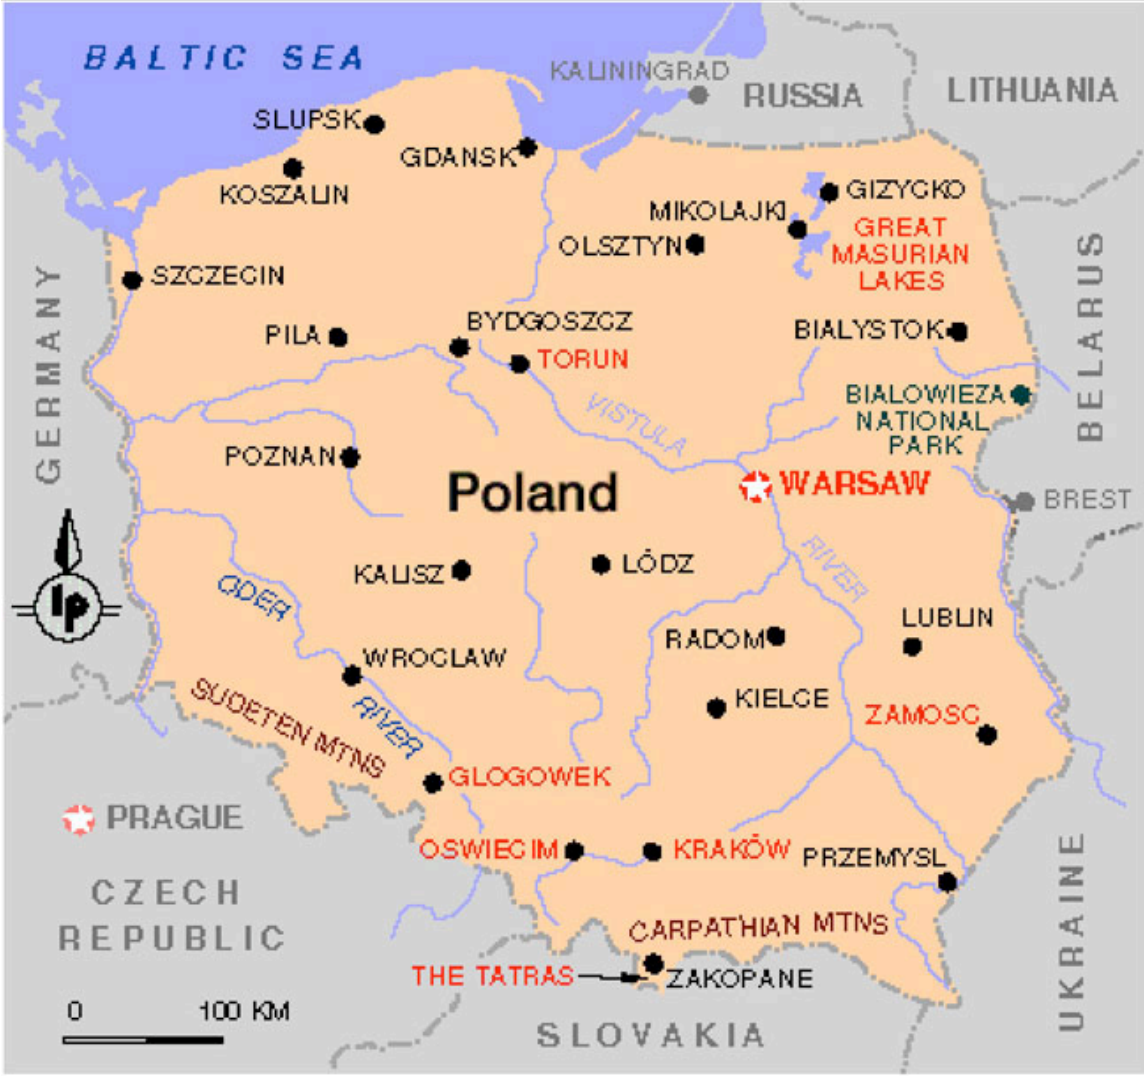 BALTIC SEA
KALININGRAD
RUSSIA
LITHUANIA
SLUPSK
GDANSK
KOSZALIN
GIZYCKO
MIKOLAJKI
GREAT
MASURIAN
LAKES
OLSZTYN
SZCZECIN
GERMANY
BELARUS
PILA
BYDGOSZCZ
TORUN
BIALYSTOK
BIALOWIEZA
NATIONAL
PARK
VISTULA
POZNAN
Poland
WARSAW
BREST
KALISZ
LÓDZ
RIVER
lp
ODER
LUBLIN
RADOM
WROCLAW
KIELCE
SUDETEN MTNS
RIVER
ZAMOSC
GLOGOWEK
PRAGUE
OSWIECIM
KRAKÓW
PRZEMYSL
CZECH
REPUBLIC
CARPATHIAN MTNS
UKRAINE
THE TATRAS
ZAKOPANE
0 100 KM
SLOVAKIA